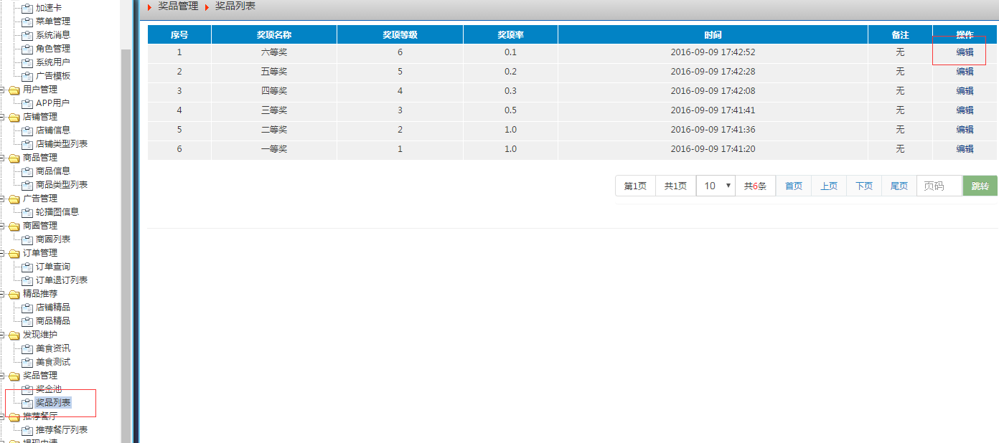 加速卡
菜单管理
系统消息
角色管理
系统用户
广告模板
用户管理
APP用户
店铺管理
店铺信息
店铺类型列表
商品管理
商品信息
商品类型列表
广告管理
轮播图信息
商圈管理
商圈列表
订单管理
订单查询
订单退订列表
精品推荐
店铺精品
商品精品
发现维护
美食资讯
美食测试
奖品管理
奖金池
奖品列表
推荐餐厅
推荐餐厅列表
提现申请
奖品管理 奖品列表
序号 奖项名称 奖项等级 奖项率 时间 备注 操作
1 六等奖 6 0.1 2016-09-09 17:42:52 无 编辑
2 五等奖 5 0.2 2016-09-09 17:42:28 无 编辑
3 四等奖 4 0.3 2016-09-09 17:42:08 无 编辑
4 三等奖 3 0.5 2016-09-09 17:41:41 无 编辑
5 二等奖 2 1.0 2016-09-09 17:41:36 无 编辑
6 一等奖 1 1.0 2016-09-09 17:41:20 无 编辑
第1页 共1页 10 共6条 首页 上页 下页 尾页 页码 跳转